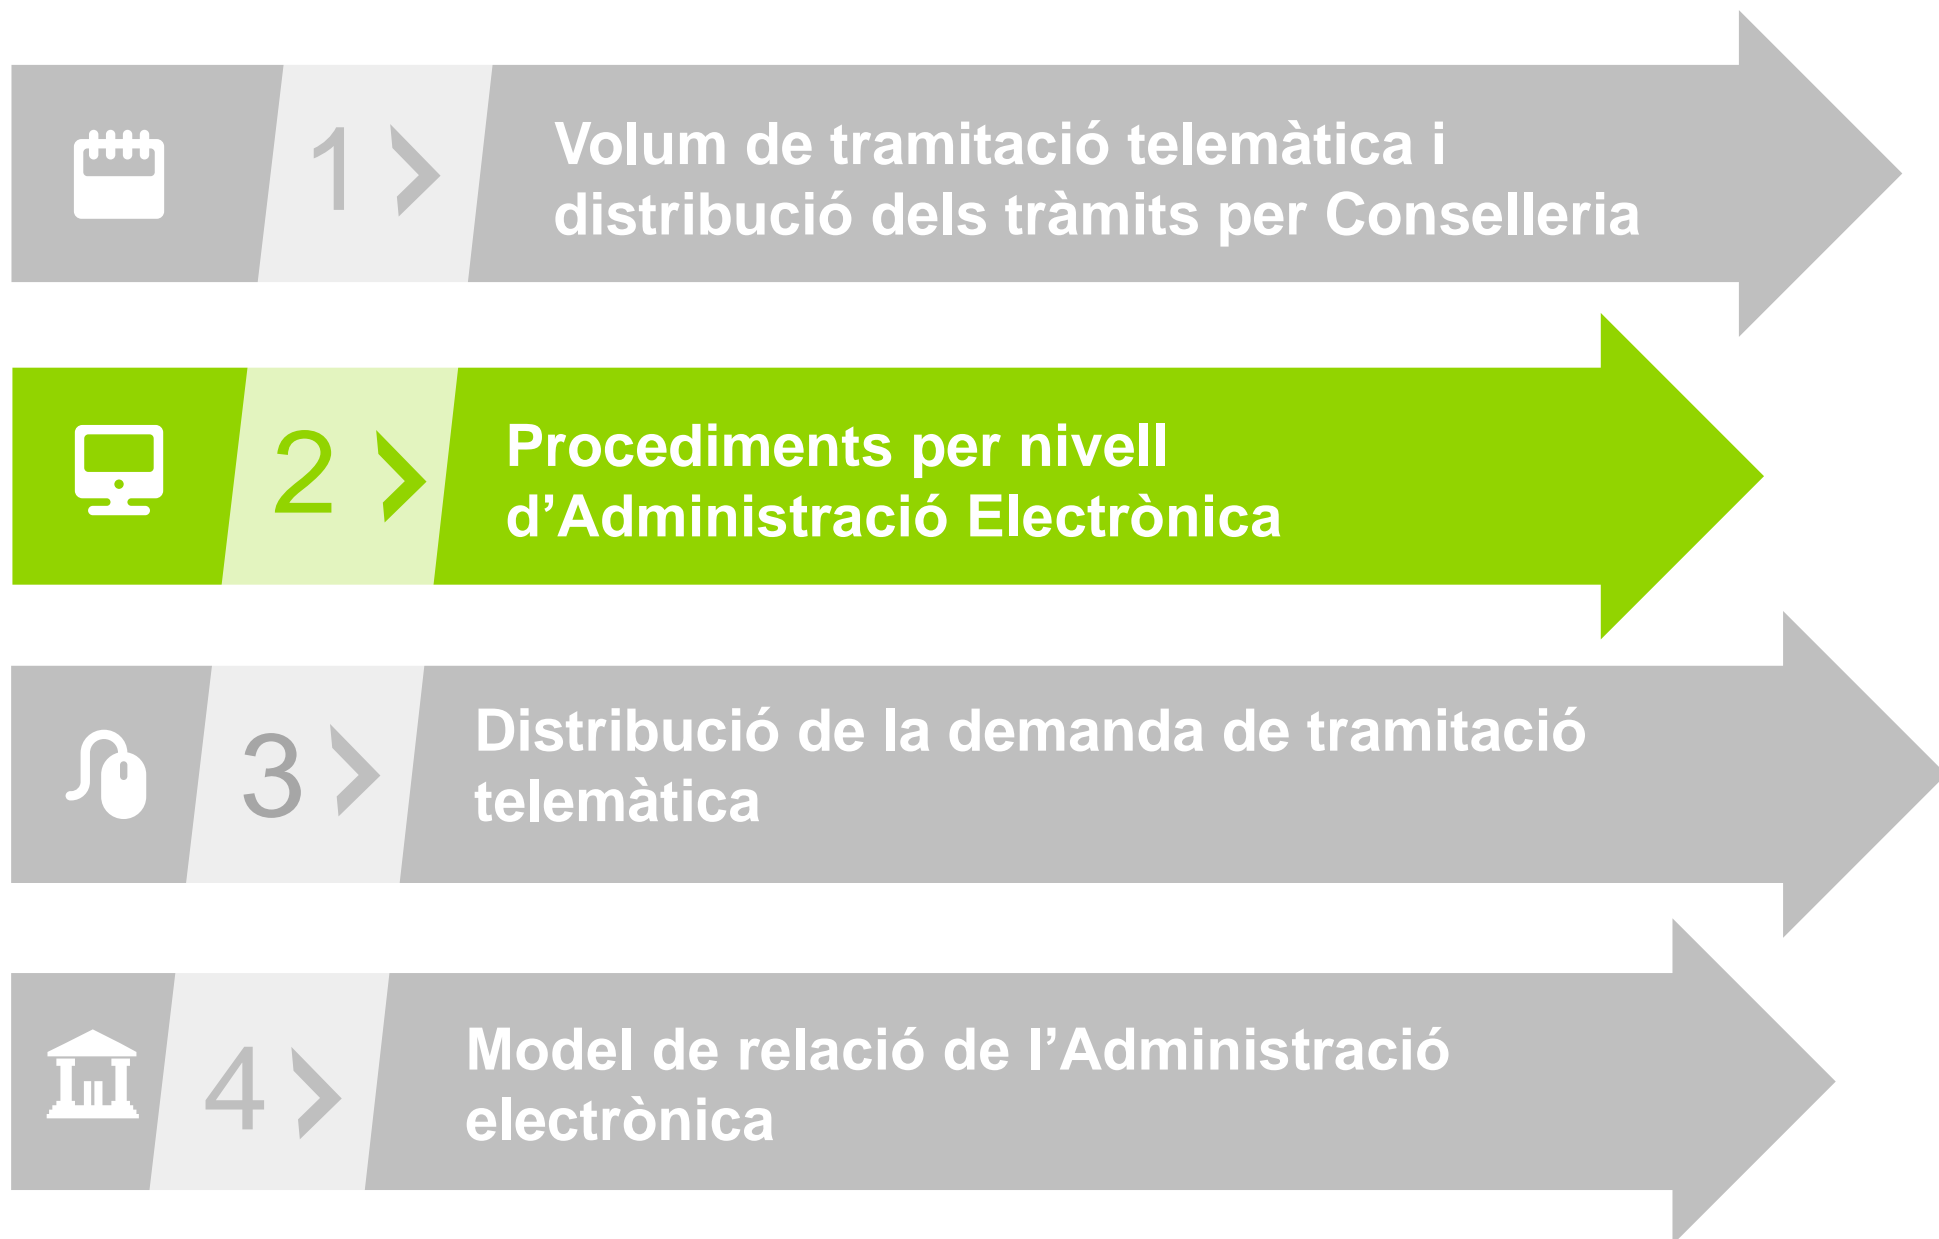 1
Volum de tramitació telemàtica i
distribució dels tràmits per Conselleria
2
Procediments per nivell
d’Administració Electrònica
3
Distribució de la demanda de tramitació
telemàtica
4
Model de relació de l’Administració
electrònica